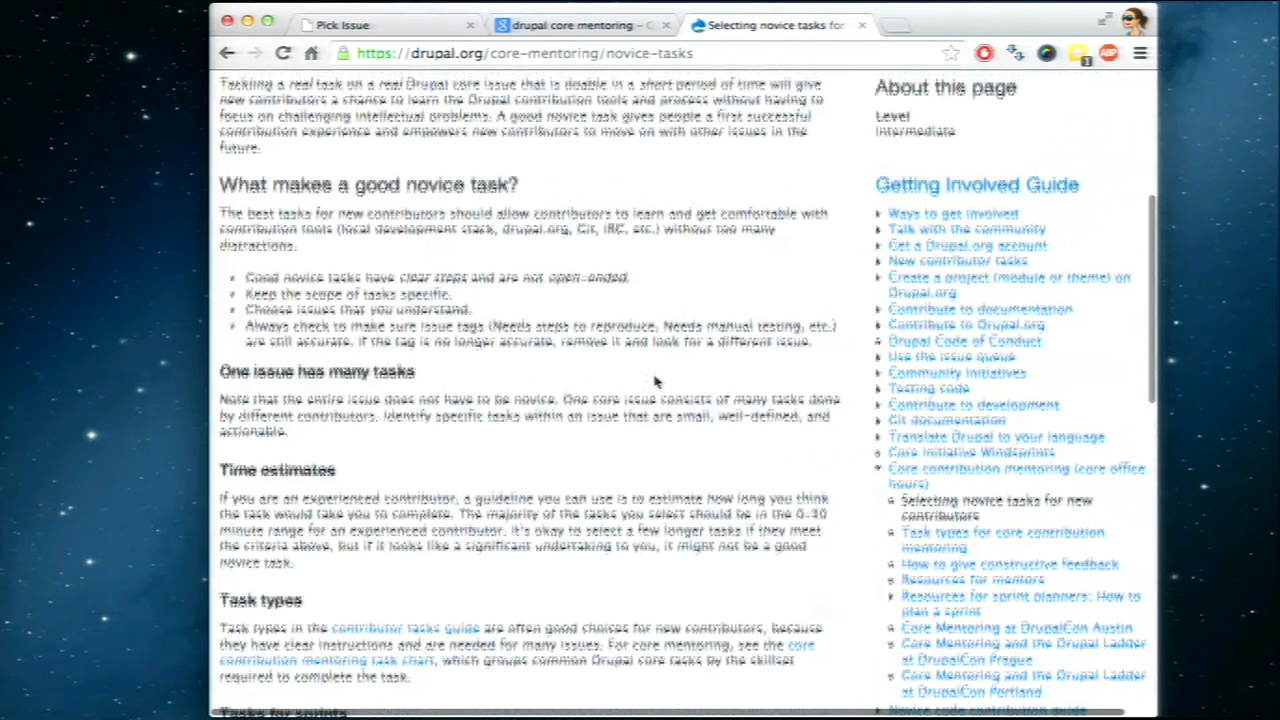 Pick Issue
drupal core mentoring – G
Selecting novice tasks for
https://drupal.org/core-mentoring/novice-tasks
Tackling a real task on a real Drupal core issue that is doable in a short period of time will give
new contributors a chance to learn the Drupal contribution tools and process without having to
focus on challenging intellectual problems. A good novice task gives people a first successful
contribution experience and empowers new contributors to move on with other issues in the
future.
What makes a good novice task?
The best tasks for new contributors should allow contributors to learn and get comfortable with
contribution tools (local development stack, drupal.org, Git, IRC, etc.) without too many
distractions.
Good novice tasks have clear steps and are not open-ended.
Keep the scope of tasks specific.
Choose issues that you understand.
Always check to make sure issue tags (Needs steps to reproduce, Needs manual testing, etc.)
are still accurate. If the tag is no longer accurate, remove it and look for a different issue.
One issue has many tasks
Note that the entire issue does not have to be novice. One core issue consists of many tasks done
by different contributors. Identify specific tasks within an issue that are small, well-defined, and
actionable.
Time estimates
If you are an experienced contributor, a guideline you can use is to estimate how long you think
the task would take you to complete. The majority of the tasks you select should be in the 0-30
minute range for an experienced contributor. It's okay to select a few longer tasks if they meet
the criteria above, but if it looks like a significant undertaking to you, it might not be a good
novice task.
Task types
Task types in the contributor tasks guide are often good choices for new contributors, because
they have clear instructions and are needed for many issues. For core mentoring, see the core
contribution mentoring task chart, which groups common Drupal core tasks by the skillset
required to complete the task.
Tasks for sprints
About this page
Level
Intermediate
Getting Involved Guide
Ways to get involved
Talk with the community
Get a Drupal.org account
New contributor tasks
Create a project (module or theme) on
Drupal.org
Contribute to documentation
Contribute to Drupal.org
Drupal Code of Conduct
Use the issue queue
Community initiatives
Testing code
Contribute to development
Git documentation
Translate Drupal to your language
Core Initiative Windsprints
Core contribution mentoring (core office
hours)
Selecting novice tasks for new
contributors
Task types for core contribution
mentoring
How to give constructive feedback
Resources for mentors
Resources for sprint planners: How to
plan a sprint
Core Mentoring at DrupalCon Austin
Core Mentoring and the Drupal Ladder
at DrupalCon Prague
Core Mentoring and the Drupal Ladder
at DrupalCon Portland
Novice code contribution guide
ABP
1